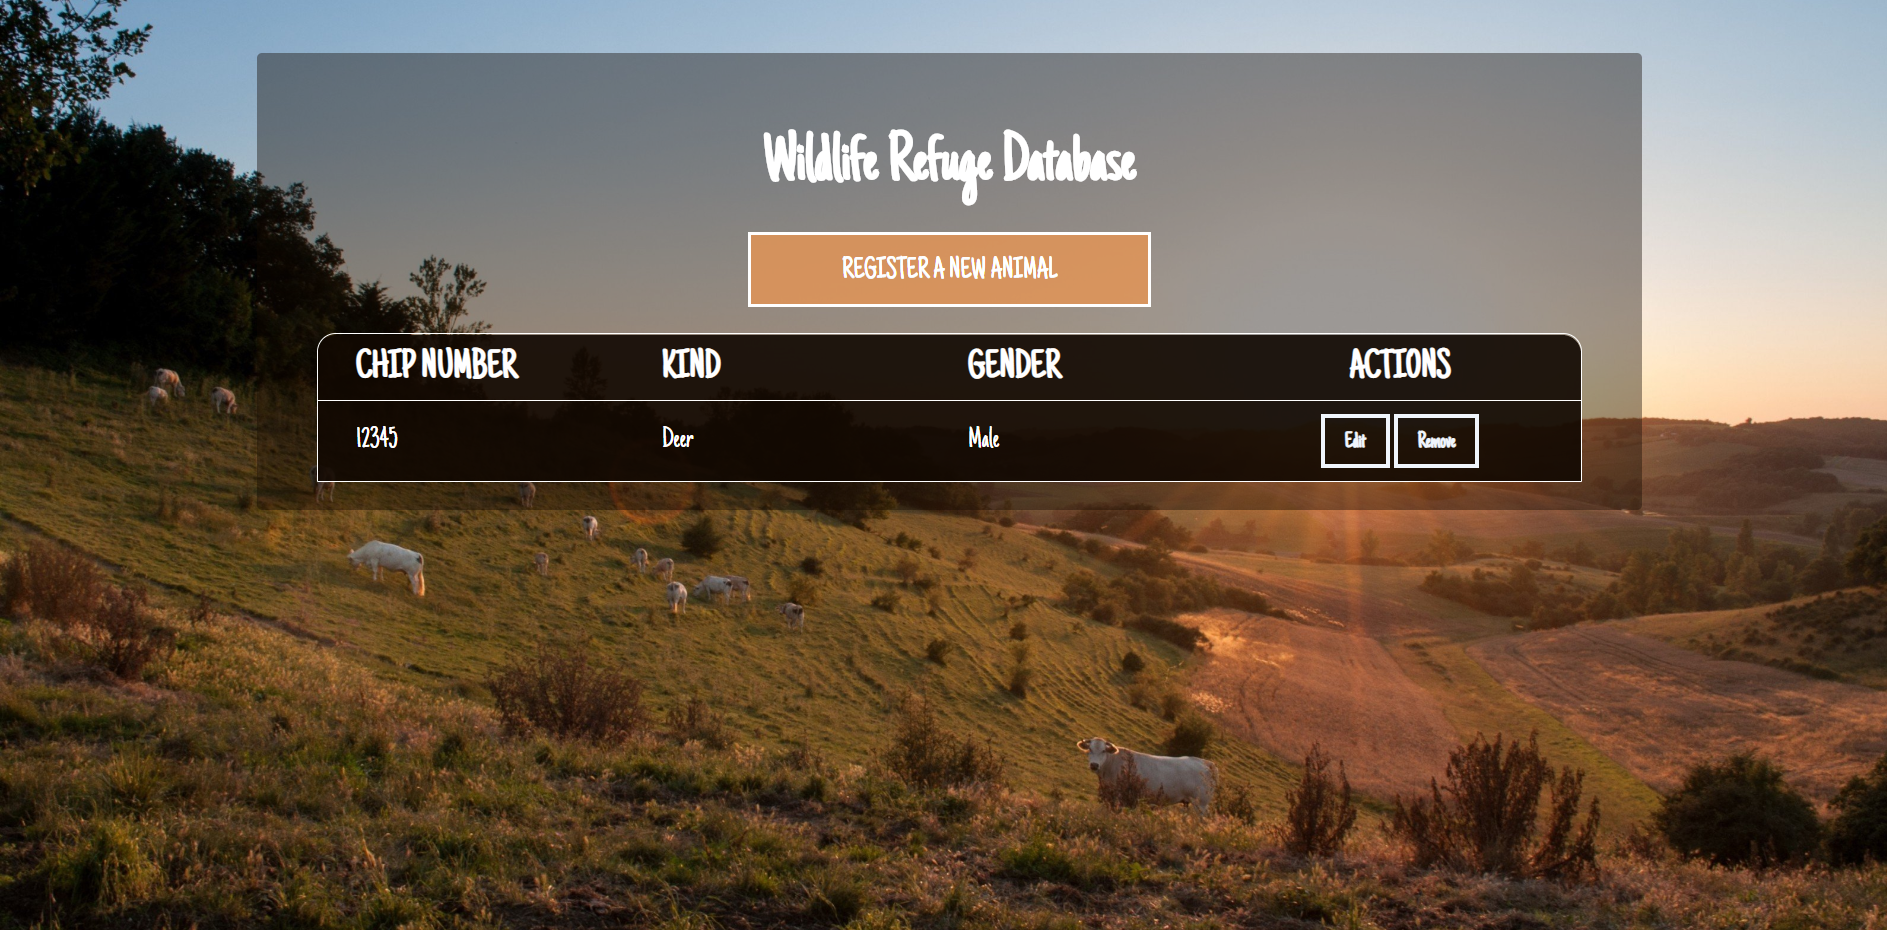 Wildlife Refuge Database
REGISTER A NEW ANIMAL
CHIP NUMBER KIND GENDER ACTIONS
12345 Deer Male Edit Remove